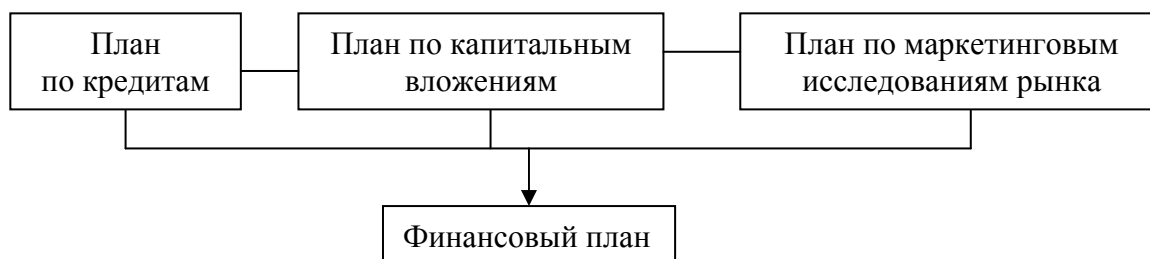 План
по кредитам
План по капитальным
вложениям
План по маркетинговым
исследованиям рынка
Финансовый план